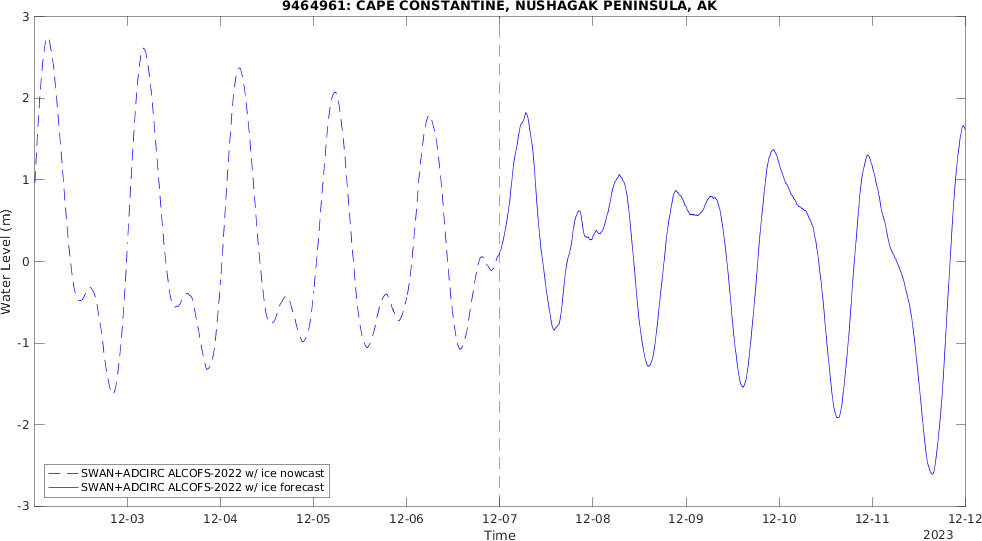 9464961: CAPE CONSTANTINE, NUSHAGAK PENINSULA, AK
3
2
1
0
-1
-2
-3
Water Level (m)
SWAN+ADCIRC ALCOFS-2022 w/ ice nowcast
SWAN+ADCIRC ALCOFS-2022 w/ ice forecast
12-03 12-04 12-05 12-06 12-07 12-08 12-09 12-10 12-11 12-12
Time
2023